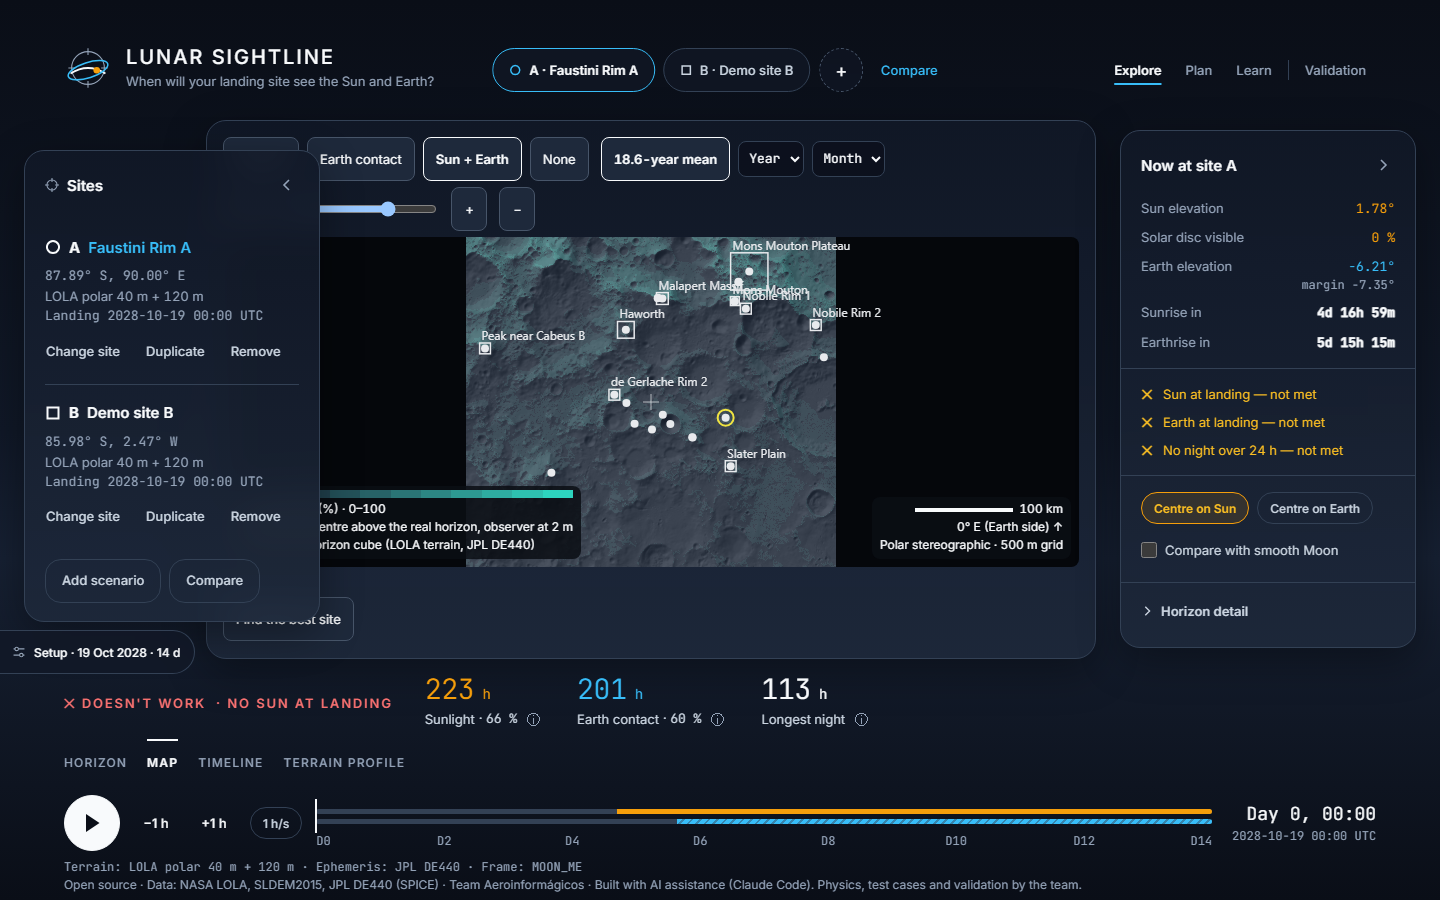 LUNAR SIGHTLINE
When will your landing site see the Sun and Earth?
A · Faustini Rim A
B · Demo site B
+
Compare
Explore
Plan
Learn
Validation
Earth contact
Sun + Earth
None
18.6-year mean
Year
Month
+
−
Sites
A Faustini Rim A
87.89° S, 90.00° E
LOLA polar 40 m + 120 m
Landing 2028-10-19 00:00 UTC
Change site
Duplicate
Remove
B Demo site B
85.98° S, 2.47° W
LOLA polar 40 m + 120 m
Landing 2028-10-19 00:00 UTC
Change site
Duplicate
Remove
Add scenario
Compare
Setup · 19 Oct 2028 · 14 d
Mons Mouton Plateau
Malapert Mass
Mons Mouton
Nobile Rim 1
Haworth
Nobile Rim 2
Peak near Cabeus B
de Gerlache Rim 2
Slater Plain
(%) · 0–100
entre above the real horizon, observer at 2 m
orizon cube (LOLA terrain, JPL DE440)
100 km
0° E (Earth side) ↑
Polar stereographic · 500 m grid
Find the best site
Now at site A
Sun elevation 1.78°
Solar disc visible 0 %
Earth elevation -6.21°
margin -7.35°
Sunrise in 4d 16h 59m
Earthrise in 5d 15h 15m
Sun at landing — not met
Earth at landing — not met
No night over 24 h — not met
Centre on Sun
Centre on Earth
Compare with smooth Moon
Horizon detail
DOESN'T WORK · NO SUN AT LANDING
223 h
Sunlight · 66 %
201 h
Earth contact · 60 %
113 h
Longest night
HORIZON
MAP
TIMELINE
TERRAIN PROFILE
−1 h
+1 h
1 h/s
D0 D2 D4 D6 D8 D10 D12 D14
Day 0, 00:00
2028-10-19 00:00 UTC
Terrain: LOLA polar 40 m + 120 m · Ephemeris: JPL DE440 · Frame: MOON_ME
Open source · Data: NASA LOLA, SLDEM2015, JPL DE440 (SPICE) · Team Aeroinformágicos · Built with AI assistance (Claude Code). Physics, test cases and validation by the team.